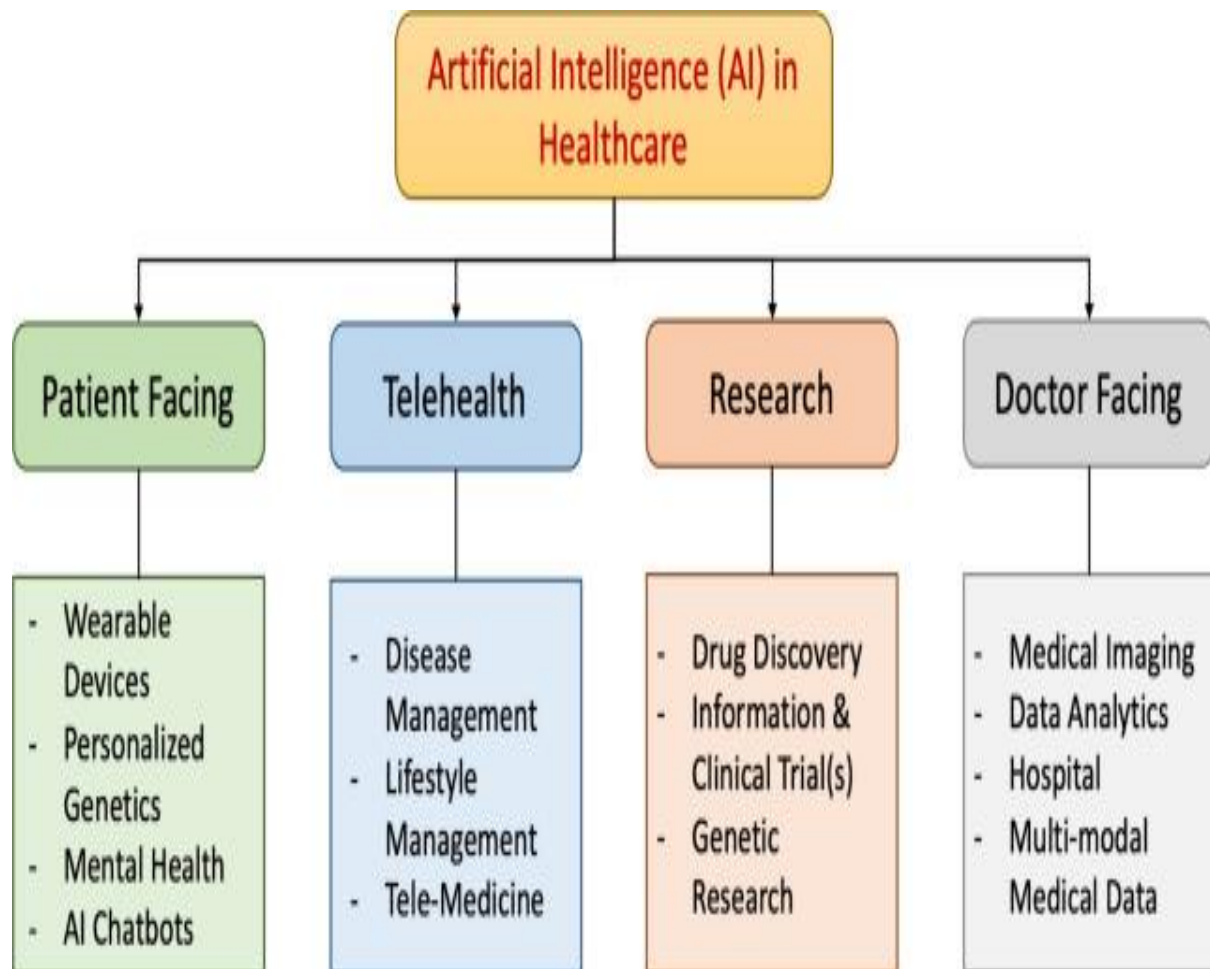 Artificial Intelligence (AI) in
Healthcare
Patient Facing
Telehealth
Research
Doctor Facing
- Wearable
Devices
- Personalized
Genetics
- Mental Health
- AI Chatbots
- Disease
Management
- Lifestyle
Management
- Tele-Medicine
- Drug Discovery
- Information &
Clinical Trial(s)
- Genetic
Research
- Medical Imaging
- Data Analytics
- Hospital
- Multi-modal
Medical Data